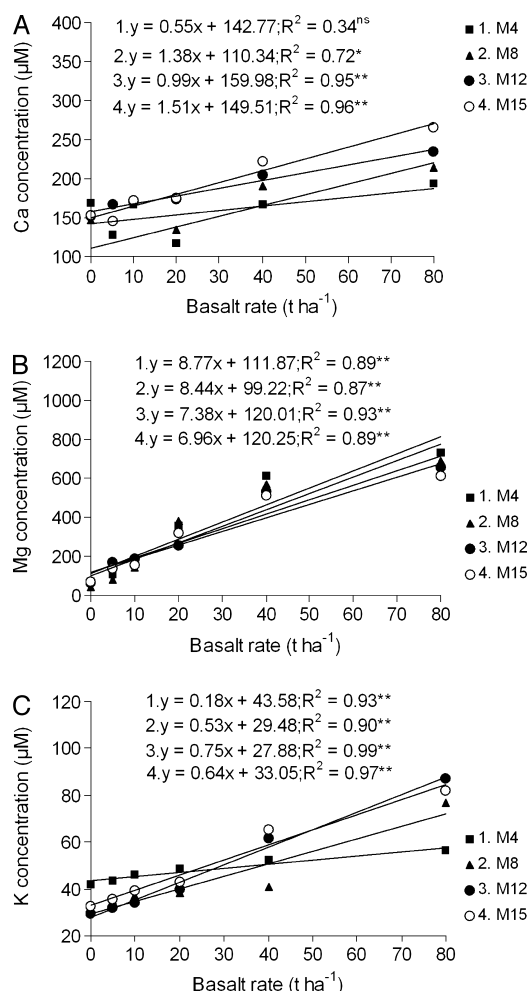 A
Ca concentration (µM)
400
350
300
250
200
150
100
1.y = 0.55x + 142.77;R² = 0.34ⁿˢ
2.y = 1.38x + 110.34;R² = 0.72*
3.y = 0.99x + 159.98;R² = 0.95**
4.y = 1.51x + 149.51;R² = 0.96**
1. M4
2. M8
3. M12
4. M15
0 10 20 30 40 50 60 70 80
Basalt rate (t ha⁻¹)
B
Mg concentration (µM)
1200
1000
800
600
400
200
0
1.y = 8.77x + 111.87;R² = 0.89**
2.y = 8.44x + 99.22;R² = 0.87**
3.y = 7.38x + 120.01;R² = 0.93**
4.y = 6.96x + 120.25;R² = 0.89**
1. M4
2. M8
3. M12
4. M15
0 10 20 30 40 50 60 70 80
Basalt rate (t ha⁻¹)
C
K concentration (µM)
120
100
80
60
40
20
1.y = 0.18x + 43.58;R² = 0.93**
2.y = 0.53x + 29.48;R² = 0.90**
3.y = 0.75x + 27.88;R² = 0.99**
4.y = 0.64x + 33.05;R² = 0.97**
1. M4
2. M8
3. M12
4. M15
0 10 20 30 40 50 60 70 80
Basalt rate (t ha⁻¹)